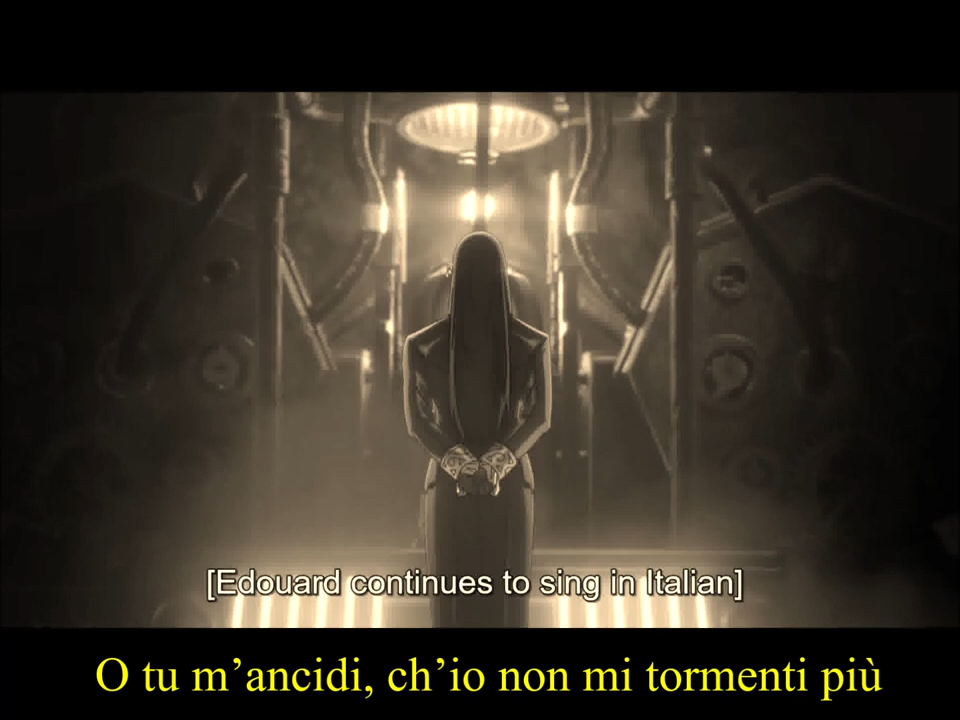 [Edouard continues to sing in Italian]
O tu m’ancidi, ch’io non mi tormenti più